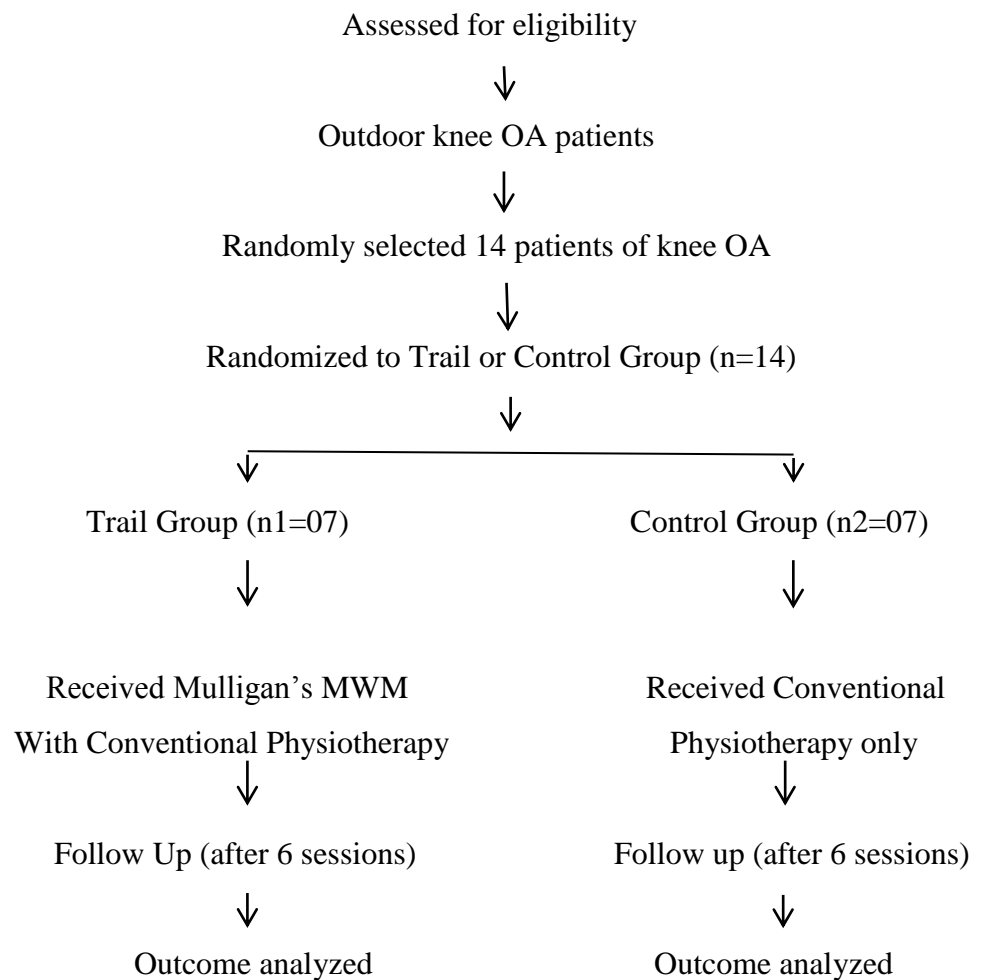 Assessed for eligibility
Outdoor knee OA patients
Randomly selected 14 patients of knee OA
Randomized to Trail or Control Group (n=14)
Trail Group (n1=07)
Control Group (n2=07)
Received Mulligan’s MWM
With Conventional Physiotherapy
Received Conventional
Physiotherapy only
Follow Up (after 6 sessions)
Follow up (after 6 sessions)
Outcome analyzed
Outcome analyzed